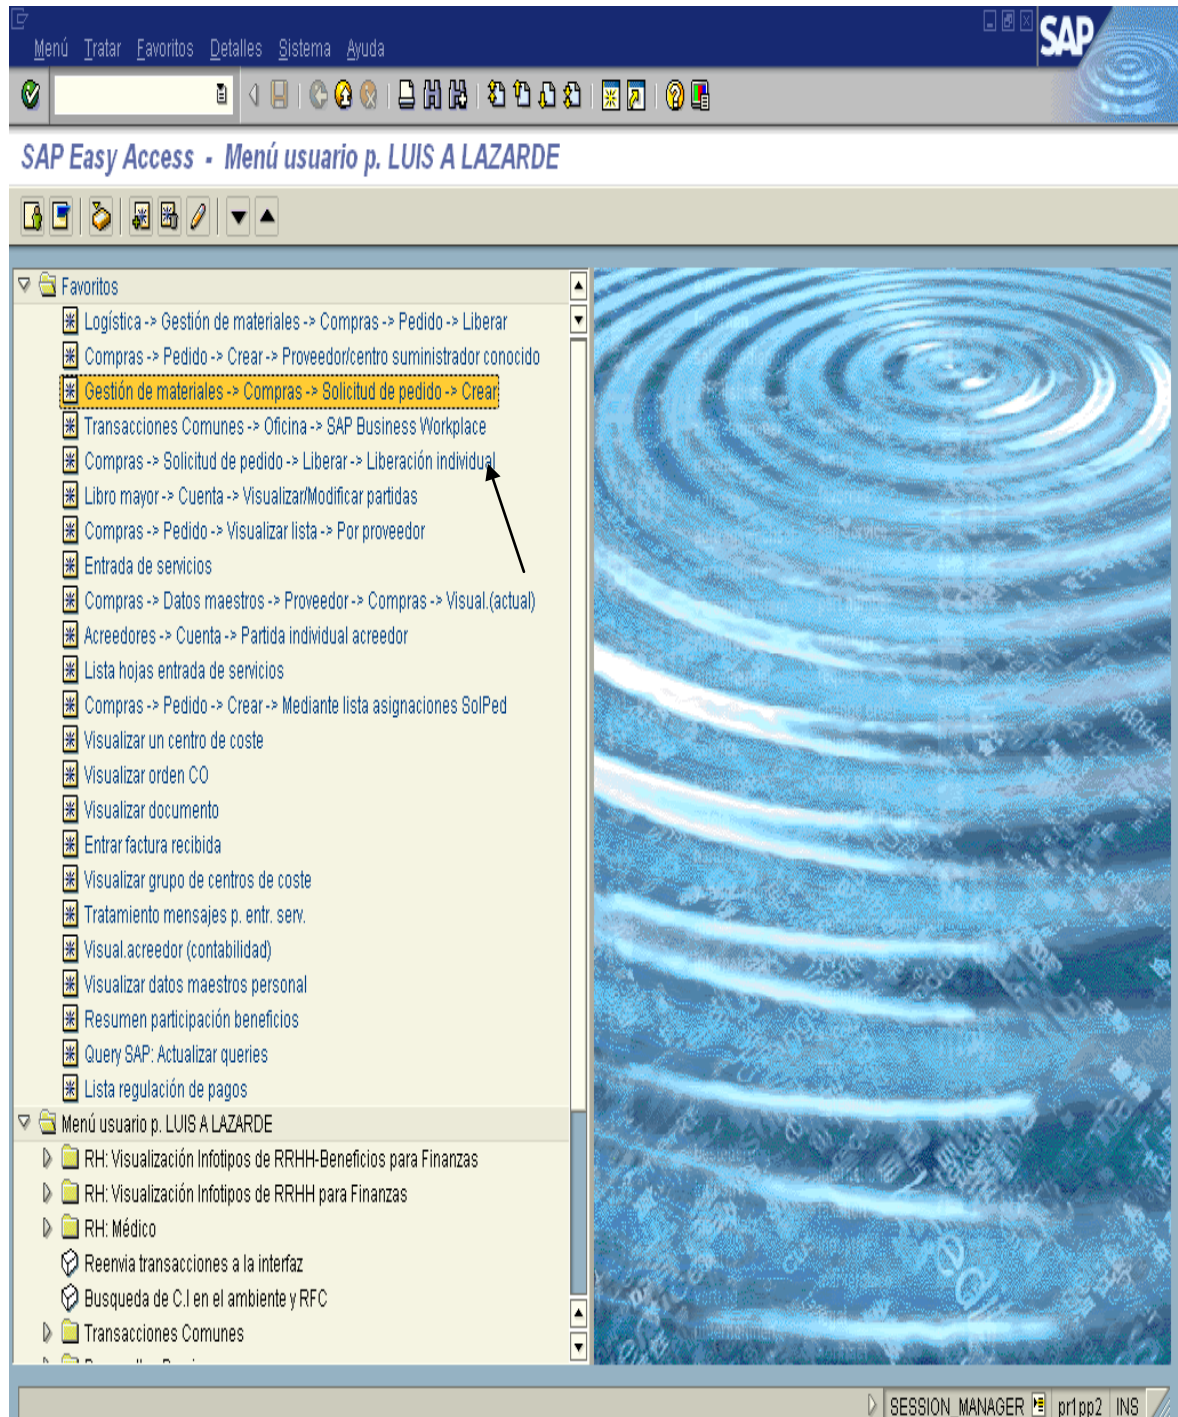 SAP
Menú Tratar Favoritos Detalles Sistema Ayuda
SAP Easy Access - Menú usuario p. LUIS A LAZARDE
Favoritos
Logística -> Gestión de materiales -> Compras -> Pedido -> Liberar
Compras -> Pedido -> Crear -> Proveedor/centro suministrador conocido
Gestión de materiales -> Compras -> Solicitud de pedido -> Crear
Transacciones Comunes -> Oficina -> SAP Business Workplace
Compras -> Solicitud de pedido -> Liberar -> Liberación individual
Libro mayor -> Cuenta -> Visualizar/Modificar partidas
Compras -> Pedido -> Visualizar lista -> Por proveedor
Entrada de servicios
Compras -> Datos maestros -> Proveedor -> Compras -> Visual.(actual)
Acreedores -> Cuenta -> Partida individual acreedor
Lista hojas entrada de servicios
Compras -> Pedido -> Crear -> Mediante lista asignaciones SolPed
Visualizar un centro de coste
Visualizar orden CO
Visualizar documento
Entrar factura recibida
Visualizar grupo de centros de coste
Tratamiento mensajes p. entr. serv.
Visual.acreedor (contabilidad)
Visualizar datos maestros personal
Resumen participación beneficios
Query SAP: Actualizar queries
Lista regulación de pagos
Menú usuario p. LUIS A LAZARDE
RH: Visualización Infotipos de RRHH-Beneficios para Finanzas
RH: Visualización Infotipos de RRHH para Finanzas
RH: Médico
Reenvia transacciones a la interfaz
Busqueda de C.I en el ambiente y RFC
Transacciones Comunes
SESSION_MANAGER pr1pp2 INS